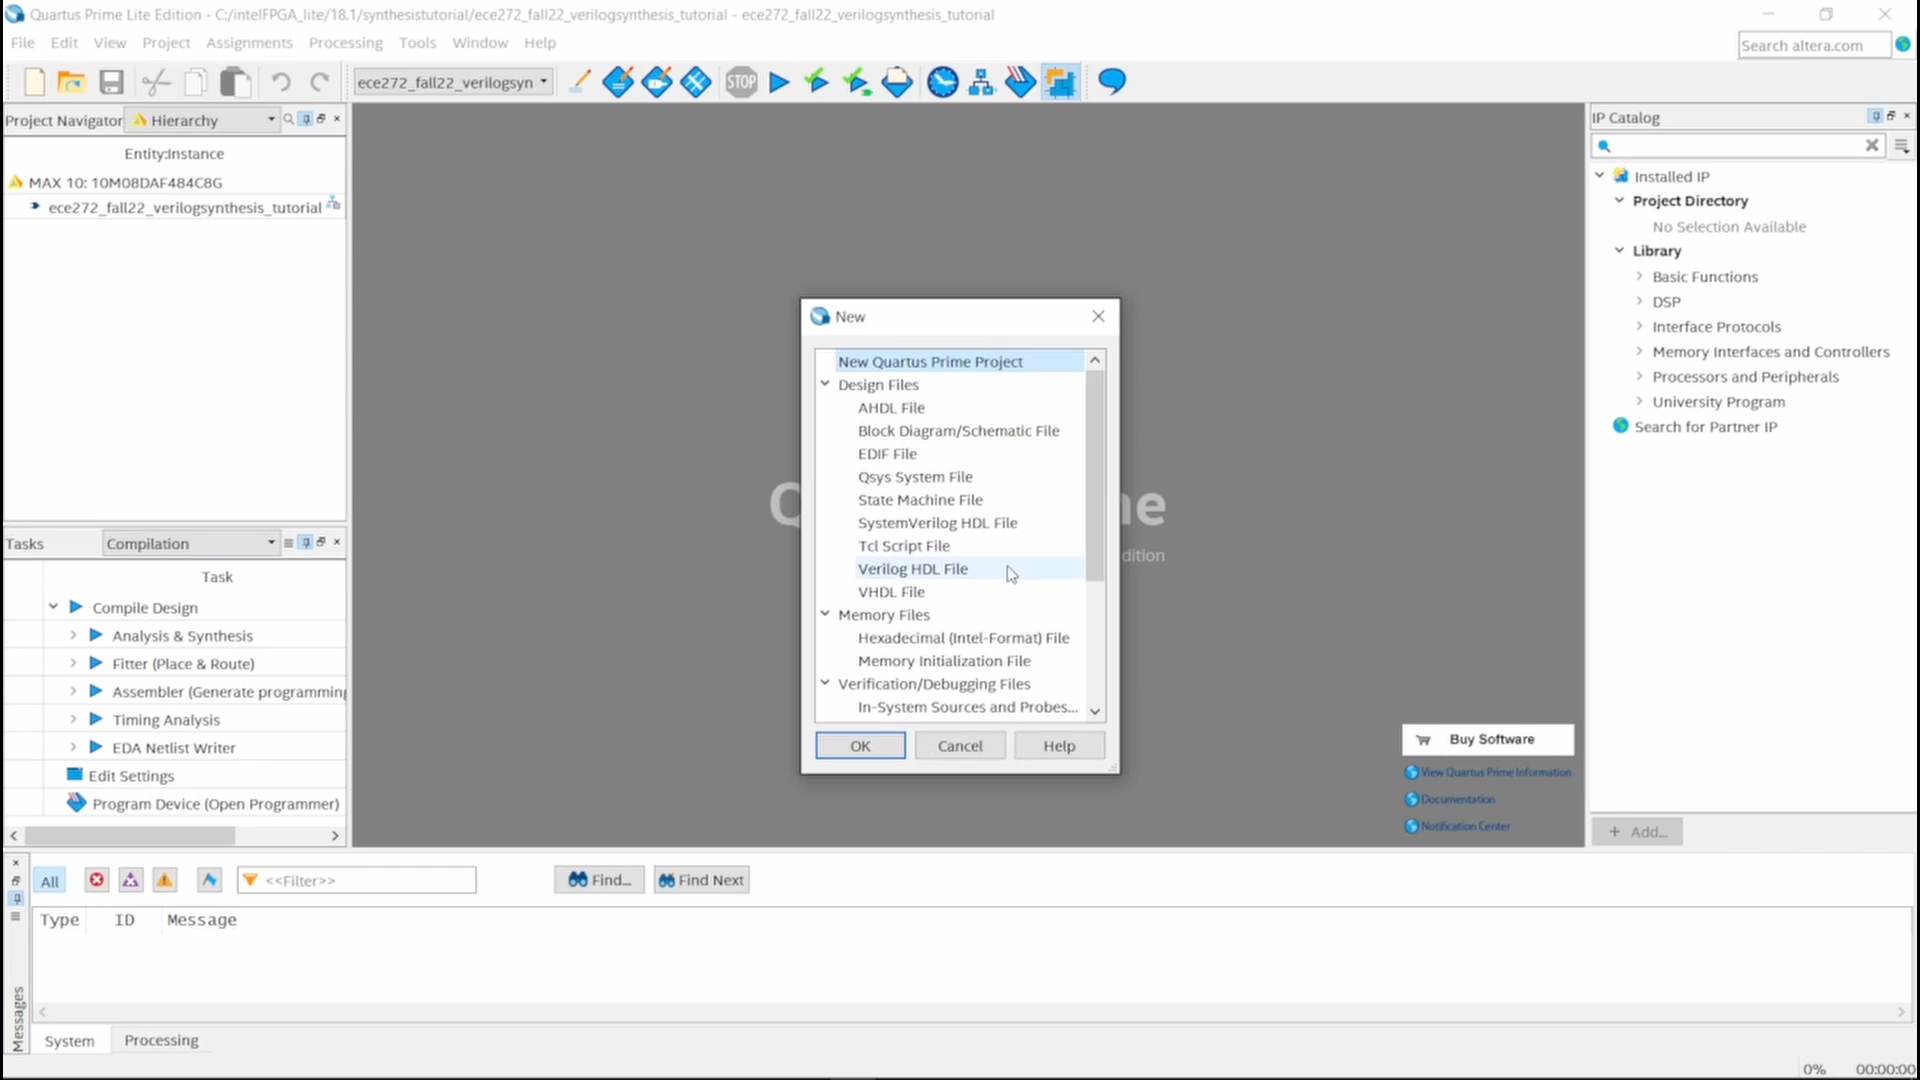 Quartus Prime Lite Edition - C:/intelFPGA_lite/18.1/synthesistutorial/ece272_fall22_verilogsynthesis_tutorial - ece272_fall22_verilogsynthesis_tutorial
File Edit View Project Assignments Processing Tools Window Help
Search altera.com
ece272_fall22_verilogsyn
STOP
Project Navigator Hierarchy
Entity:Instance
MAX 10: 10M08DAF484C8G
ece272_fall22_verilogsynthesis_tutorial
Tasks Compilation
Task
Compile Design
Analysis & Synthesis
Fitter (Place & Route)
Assembler (Generate programming
Timing Analysis
EDA Netlist Writer
Edit Settings
Program Device (Open Programmer)
New
New Quartus Prime Project
Design Files
AHDL File
Block Diagram/Schematic File
EDIF File
Qsys System File
State Machine File
SystemVerilog HDL File
Tcl Script File
Verilog HDL File
VHDL File
Memory Files
Hexadecimal (Intel-Format) File
Memory Initialization File
Verification/Debugging Files
In-System Sources and Probes...
OK Cancel Help
Buy Software
View Quartus Prime Information
Documentation
Notification Center
IP Catalog
Installed IP
Project Directory
No Selection Available
Library
Basic Functions
DSP
Interface Protocols
Memory Interfaces and Controllers
Processors and Peripherals
University Program
Search for Partner IP
+ Add...
All <<Filter>> Find... Find Next
Type ID Message
Messages
System Processing
0% 00:00:00